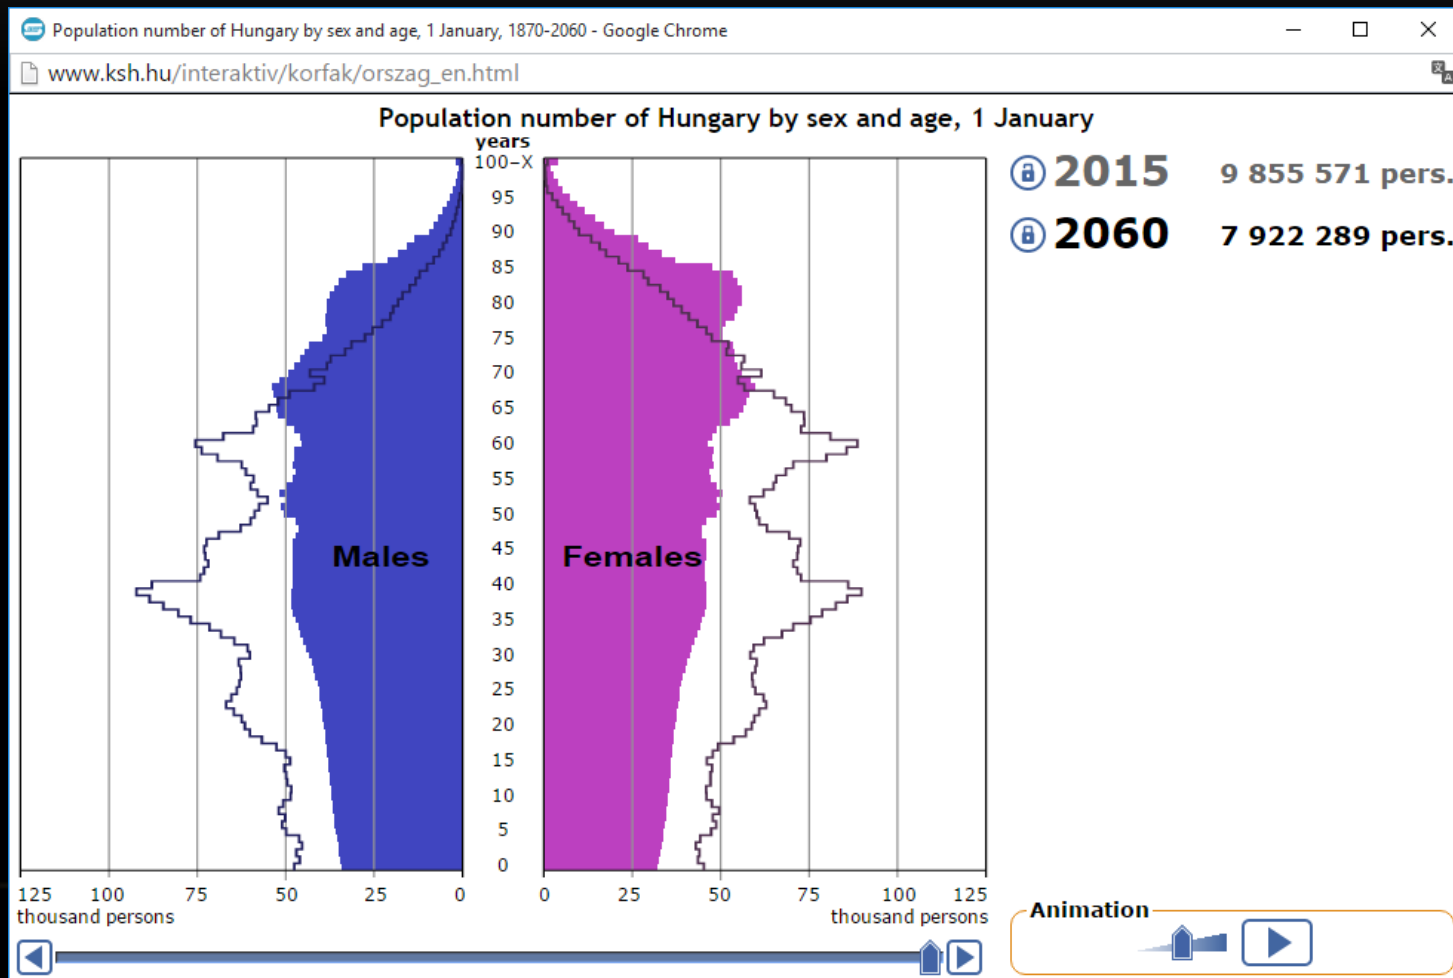 Population number of Hungary by sex and age, 1 January, 1870-2060 - Google Chrome
www.ksh.hu/interaktiv/korfak/orszag_en.html
Population number of Hungary by sex and age, 1 January
years
100-X
95
90
85
80
75
70
65
60
55
50
45
40
35
30
25
20
15
10
5
0
Males
Females
125 100 75 50 25 0
thousand persons
0 25 50 75 100 125
thousand persons
2015 9 855 571 pers.
2060 7 922 289 pers.
Animation